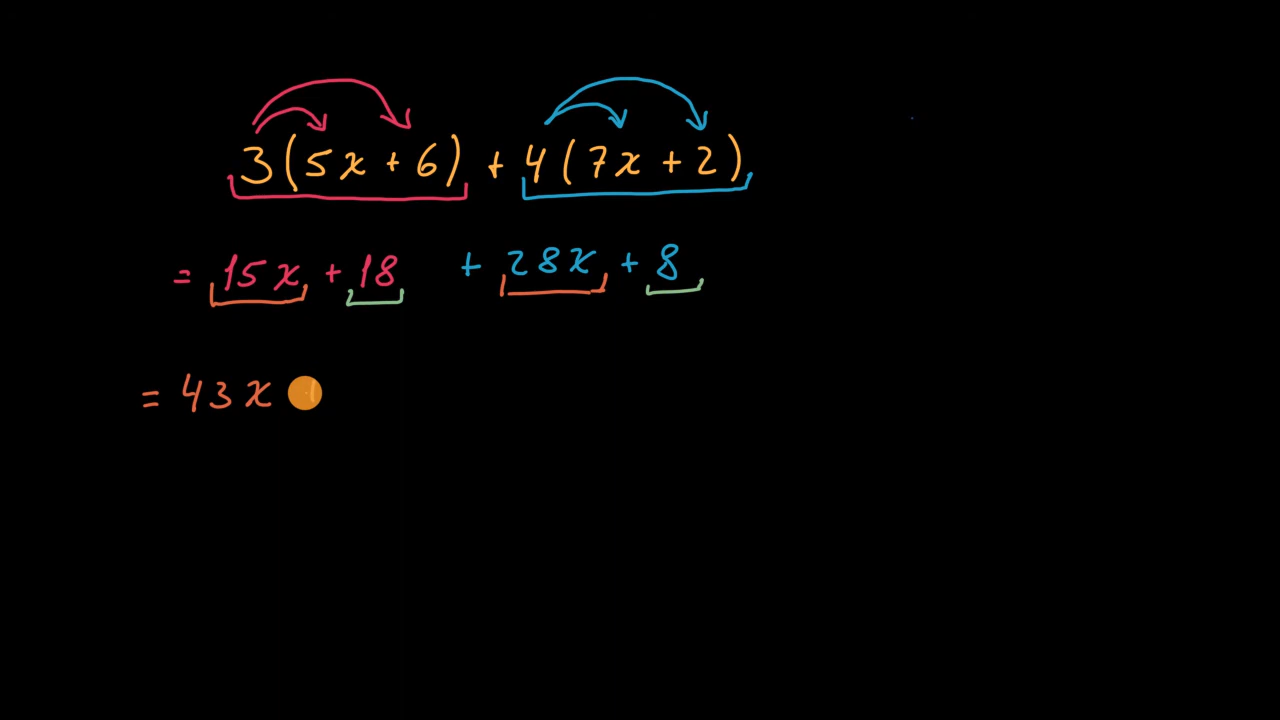 3(5x+6) + 4(7x+2)
= 15x + 18 + 28x + 8
= 43x